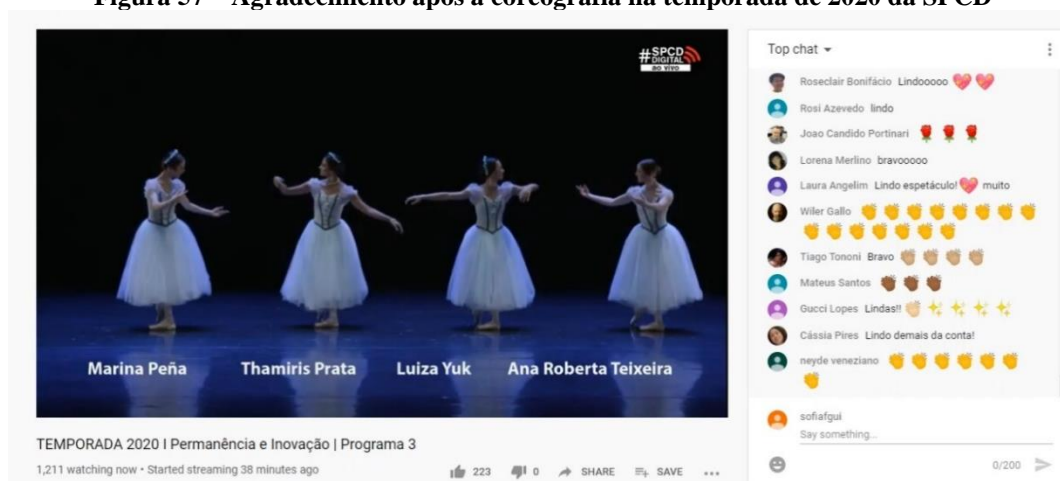 Figura 57 – Agradecimento após a coreografia na temporada de 2020 da SPCD
#SPCD
DIGITAL
ao vivo
Marina Peña Thamiris Prata Luiza Yuk Ana Roberta Teixeira
TEMPORADA 2020 I Permanência e Inovação | Programa 3
1,211 watching now • Started streaming 38 minutes ago
223 0 SHARE SAVE
Top chat
Roseclair Bonifácio Lindooooo 💖 💖
Rosi Azevedo lindo
Joao Candido Portinari 🌹 🌹 🌹
Lorena Merlino bravooooo
Laura Angelim Lindo espetáculo! 💖 muito
Wiler Gallo 👏 👏 👏 👏 👏 👏 👏 👏
👏 👏 👏 👏 👏 👏 👏
Tiago Tononi Bravo 👏🏼 👏🏼 👏🏼 👏🏼
Mateus Santos 👏🏾 👏🏾 👏🏾
Gucci Lopes Lindas!! 👏🏻 ✨ ✨ ✨ ✨
Cássia Pires Lindo demais da conta!
neyde veneziano 👏 👏 👏 👏 👏 👏
👏
sofiafgui
Say something...
0/200